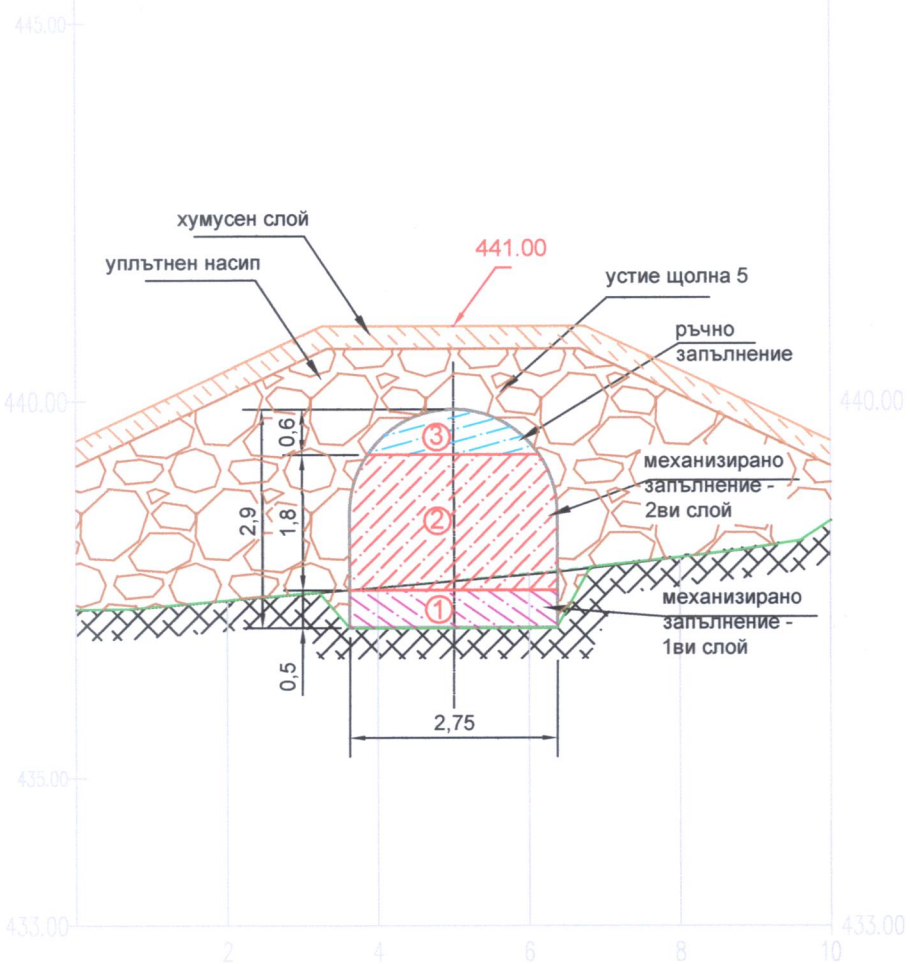 445.00
хумусен слой
441.00
уплътнен насип
устие щолна 5
ръчно
запълнение
440.00
440.00
0,6
3
механизирано
запълнение -
2ви слой
2,9
1,8
2
механизирано
запълнение -
1ви слой
1
0,5
2,75
435.00
433.00
433.00
2
4
6
8
10